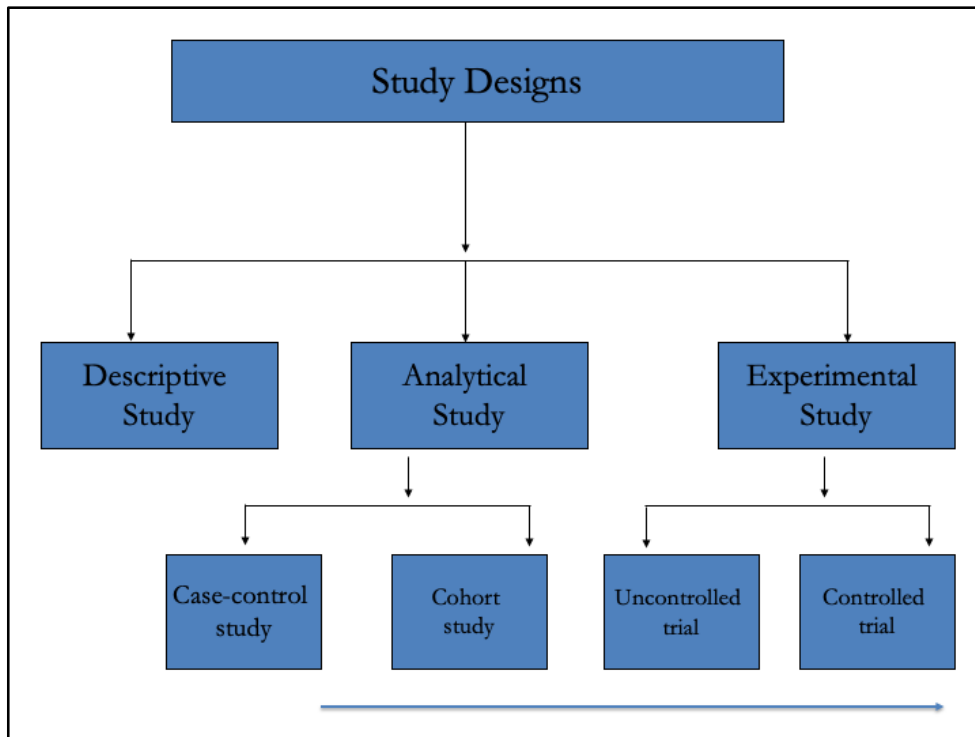 Study Designs
Descriptive
Study
Analytical
Study
Experimental
Study
Case-control
study
Cohort
study
Uncontrolled
trial
Controlled
trial